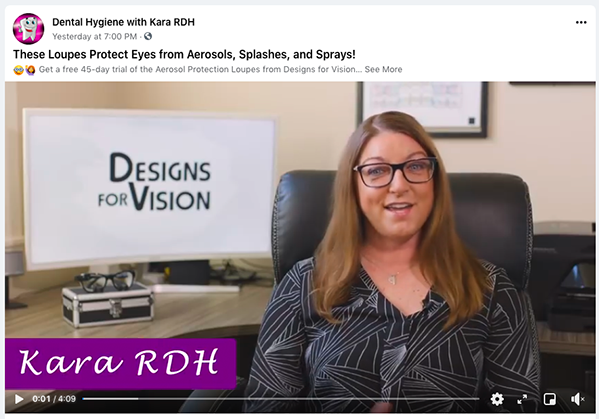 Dental Hygiene with Kara RDH
Yesterday at 7:00 PM ·
These Loupes Protect Eyes from Aerosols, Splashes, and Sprays!
Get a free 45-day trial of the Aerosol Protection Loupes from Designs for Vision... See More
DESIGNS
FOR VISION
Kara RDH
0:01 / 4:09